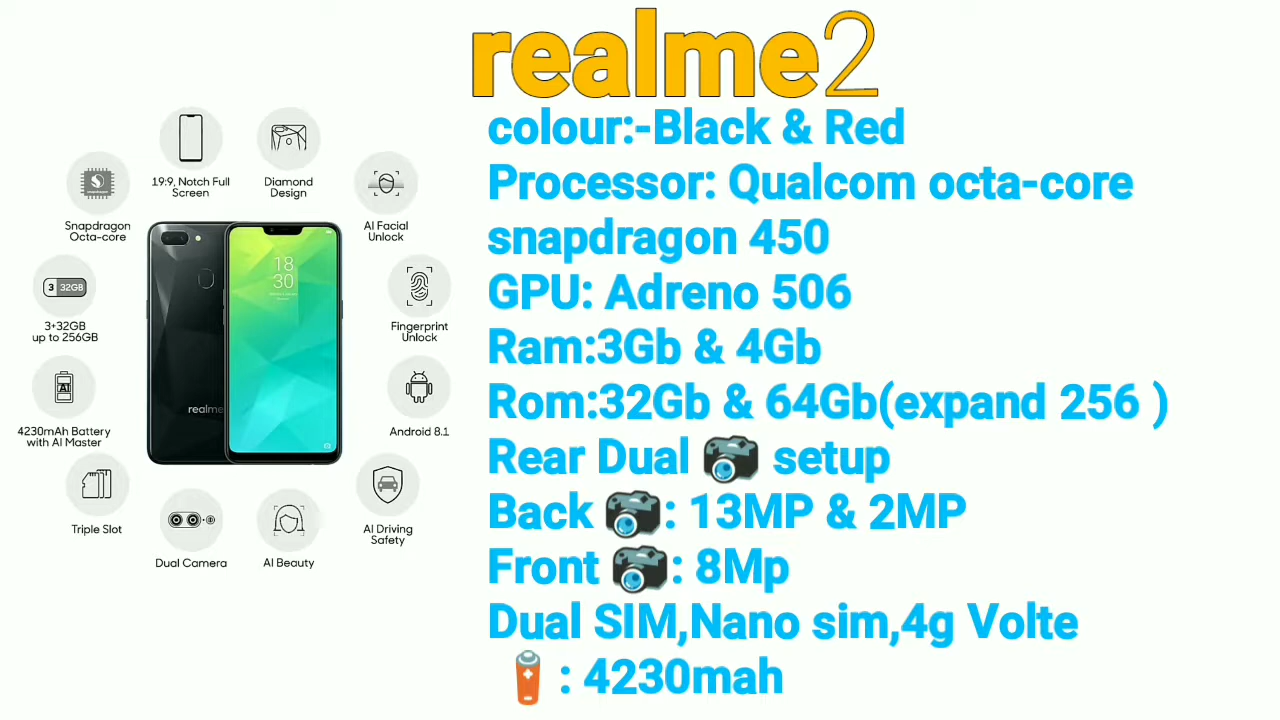 realme2
colour:-Black & Red
Processor: Qualcom octa-core
snapdragon 450
GPU: Adreno 506
Ram:3Gb & 4Gb
Rom:32Gb & 64Gb(expand 256 )
Rear Dual 📷 setup
Back 📷: 13MP & 2MP
Front 📷: 8Mp
Dual SIM,Nano sim,4g Volte
🔋: 4230mah
19:9, Notch Full
Screen
Diamond
Design
snapdragon
Snapdragon
Octa-core
AI Facial
Unlock
3 32GB
3+32GB
up to 256GB
18
30
Fingerprint
Unlock
AI
4230mAh Battery
with AI Master
realme
Android 8.1
Triple Slot
AI Driving
Safety
Dual Camera
AI Beauty